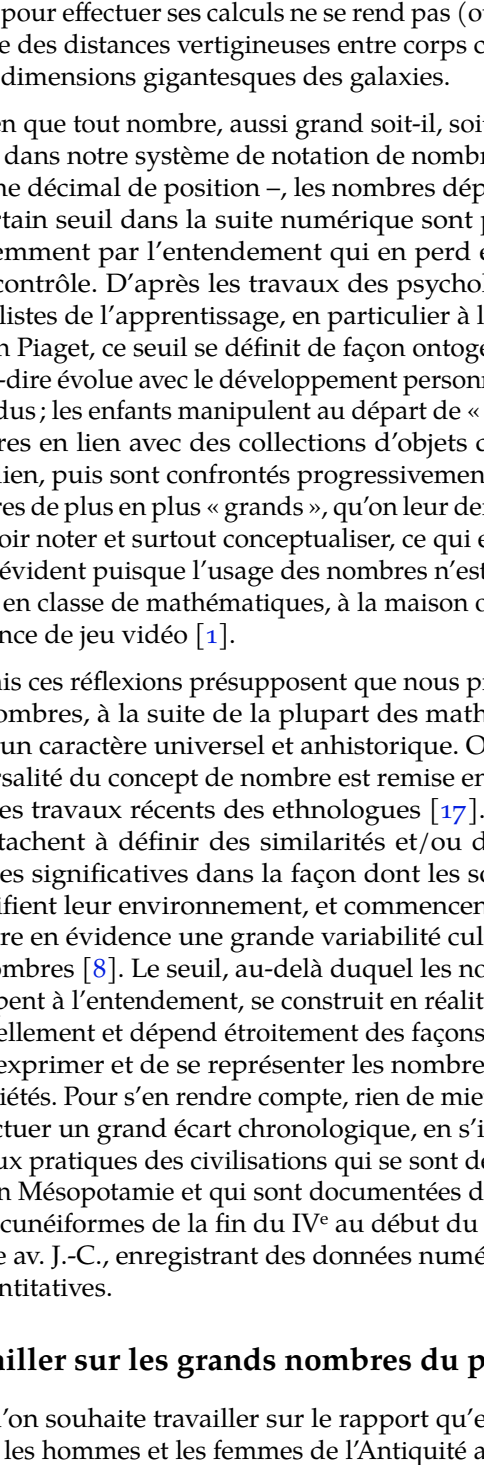 pour effectuer ses calculs ne se rend pas (o
e des distances vertigineuses entre corps c
dimensions gigantesques des galaxies.
en que tout nombre, aussi grand soit-il, soi
dans notre système de notation de nombr
ne décimal de position –, les nombres dép
rtain seuil dans la suite numérique sont p
emment par l'entendement qui en perd e
contrôle. D'après les travaux des psychol
listes de l'apprentissage, en particulier à l
n Piaget, ce seuil se définit de façon ontoge
-dire évolue avec le développement personn
dus ; les enfants manipulent au départ de «
res en lien avec des collections d'objets d
lien, puis sont confrontés progressivement
res de plus en plus « grands », qu'on leur de
oir noter et surtout conceptualiser, ce qui e
évident puisque l'usage des nombres n'est
en classe de mathématiques, à la maison o
nce de jeu vidéo [1].
is ces réflexions présupposent que nous p
ombres, à la suite de la plupart des math
un caractère universel et anhistorique. O
rsalité du concept de nombre est remise en
es travaux récents des ethnologues [17].
tachent à définir des similarités et/ou d
es significatives dans la façon dont les so
ifient leur environnement, et commencen
re en évidence une grande variabilité cul
ombres [8]. Le seuil, au-delà duquel les no
pent à l'entendement, se construit en réalit
ellement et dépend étroitement des façons
exprimer et de se représenter les nombre
iétés. Pour s'en rendre compte, rien de mie
ctuer un grand écart chronologique, en s'i
ux pratiques des civilisations qui se sont dé
n Mésopotamie et qui sont documentées d
cunéiformes de la fin du IVe au début du
e av. J.-C., enregistrant des données numé
ntitatives.
ailler sur les grands nombres du p
l'on souhaite travailler sur le rapport qu'e
les hommes et les femmes de l'Antiquité a